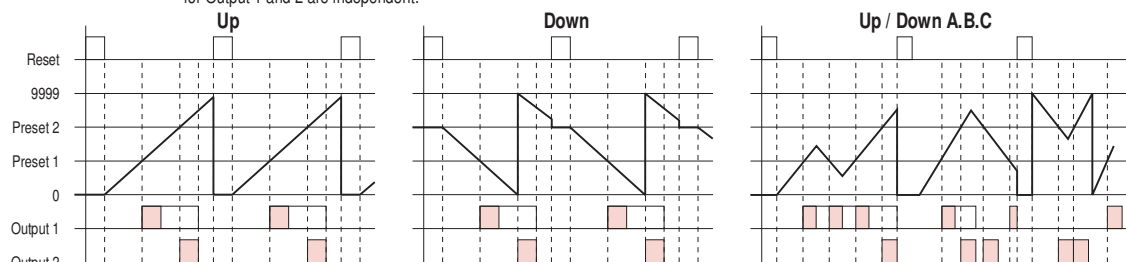 for Output 1 and 2 are independent.
Up
Down
Up / Down A.B.C
Reset
9999
Preset 2
Preset 1
0
Output 1
Output 2